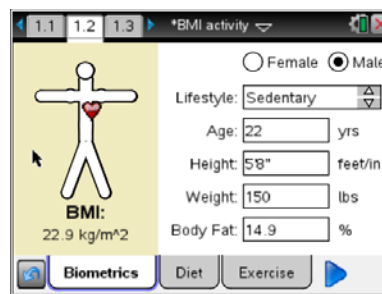 1.1 1.2 1.3 *BMI activity
Female Male
Lifestyle: Sedentary
Age: 22 yrs
Height: 5'8" feet/in
Weight: 150 lbs
Body Fat: 14.9 %
BMI:
22.9 kg/m^2
Biometrics Diet Exercise